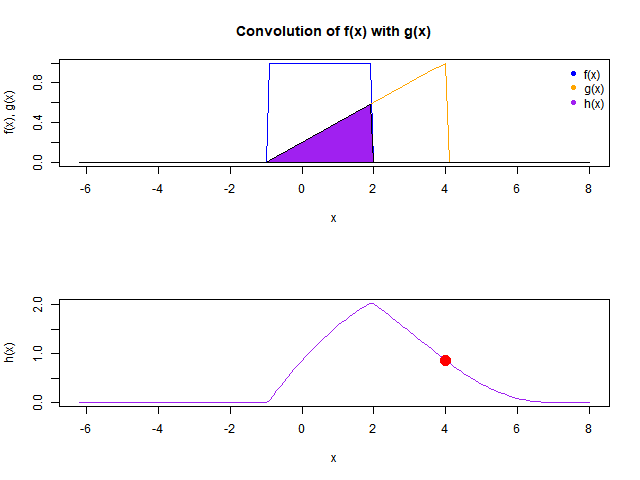 Convolution of f(x) with g(x)
f(x), g(x)
0.0 0.4 0.8
f(x)
g(x)
h(x)
-6 -4 -2 0 2 4 6 8
x
h(x)
0.0 1.0 2.0
-6 -4 -2 0 2 4 6 8
x